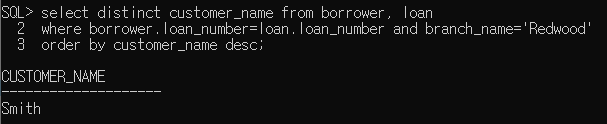 SQL> select distinct customer_name from borrower, loan
2 where borrower.loan_number=loan.loan_number and branch_name='Redwood'
3 order by customer_name desc;
CUSTOMER_NAME
--------------------
Smith